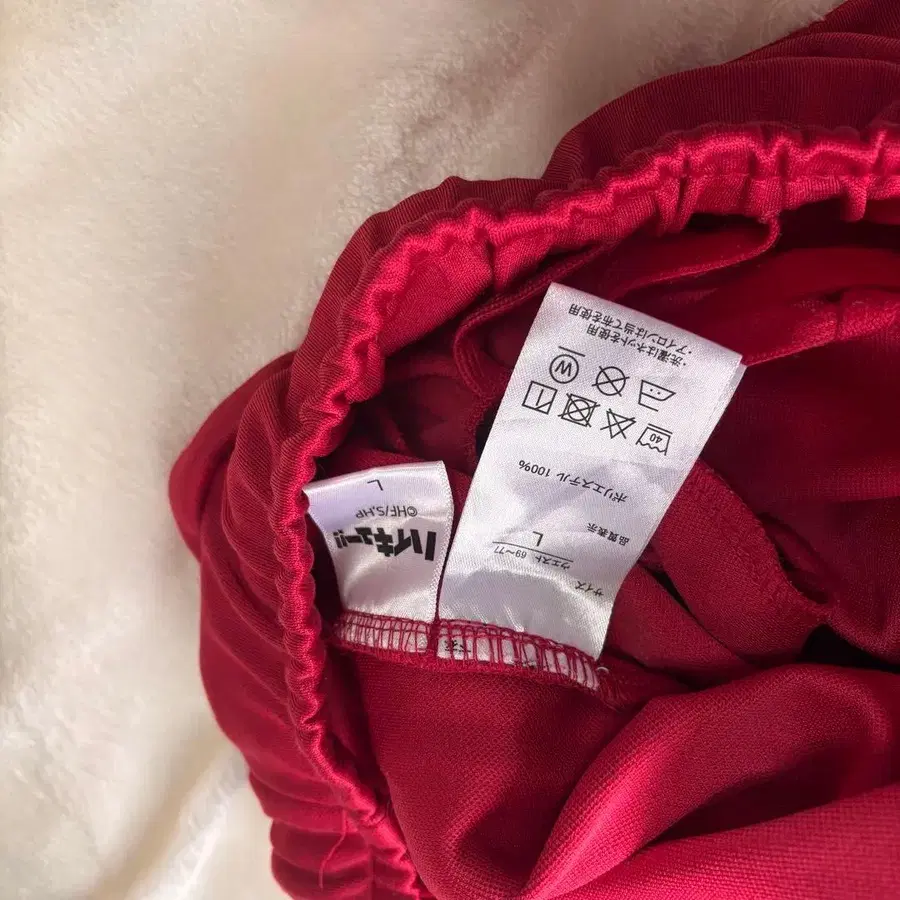 サイズ
L
ウエスト 69〜77
品質表示
ポリエステル 100%
40
W
・洗濯はネットを使用
・アイロンは当て布を使用
ハイキュー!!
©HF/S,HP
L